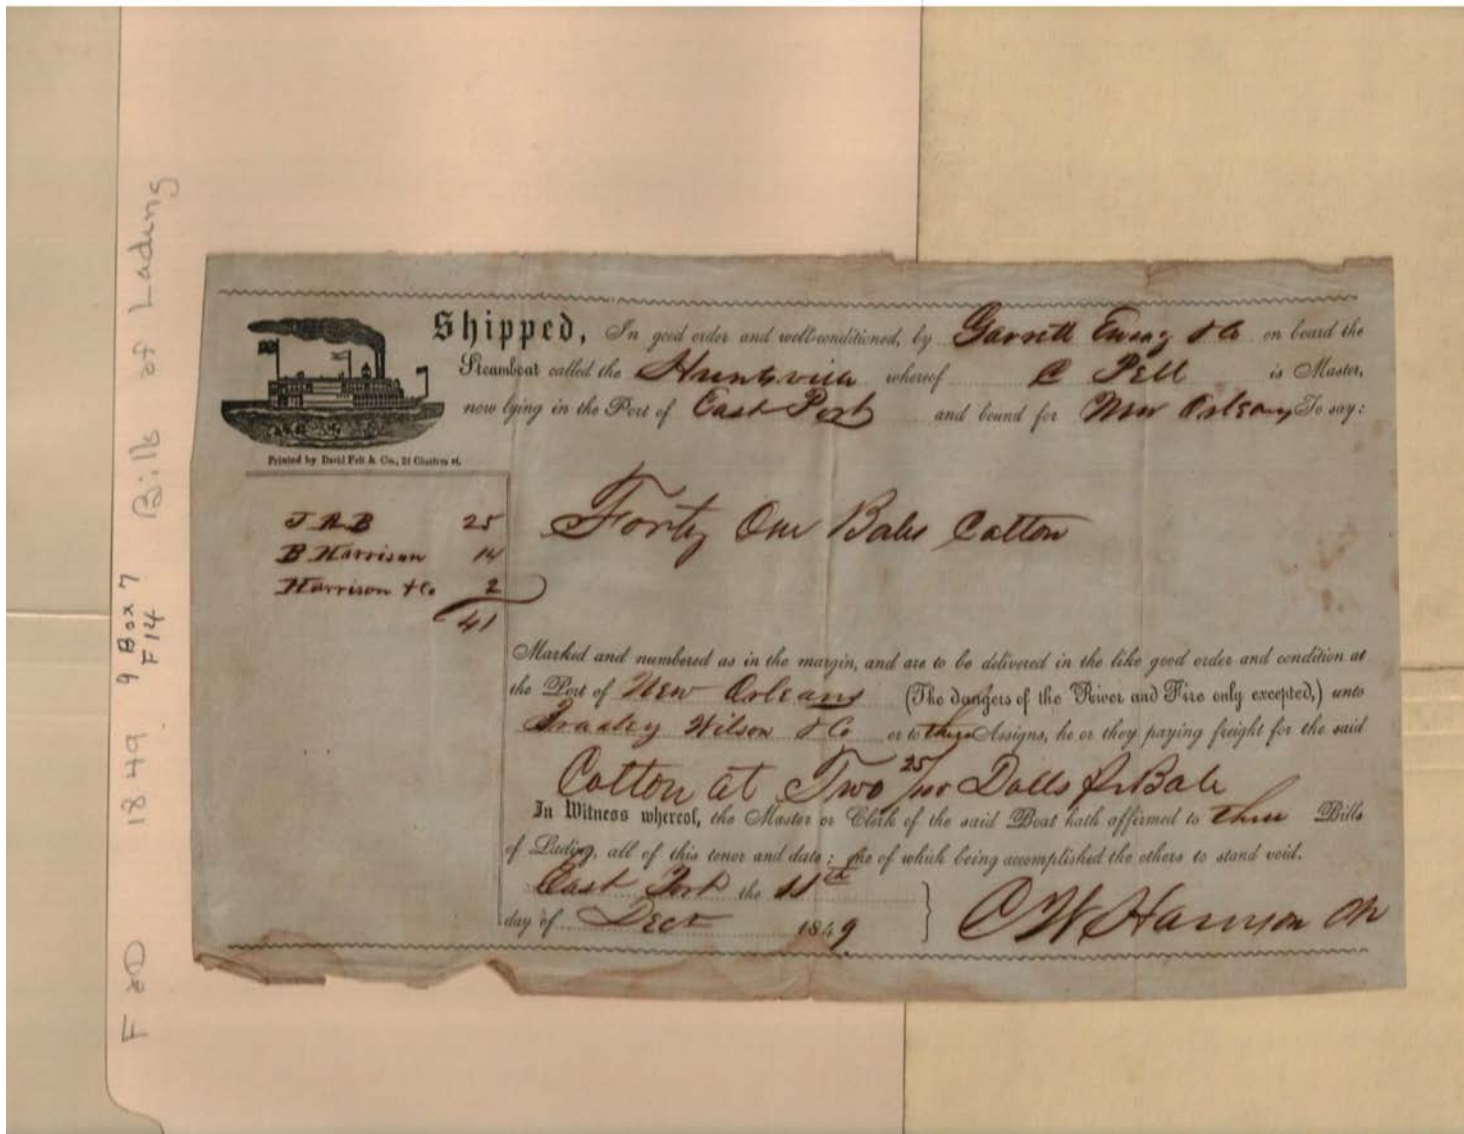 Shipped, In good order and well-conditioned, by Garrett Ewing & Co on board the
Steamboat called the Huntsville whereof C Pell is Master,
now lying in the Port of East Port and bound for New Orleans To say:
Printed by David Felt & Co., 24 Chatham st.
J A B 25
B Harrison 14
Harrison & Co 2
41
Forty One Bales Cotton
Marked and numbered as in the margin, and are to be delivered in the like good order and condition at
the Port of New Orleans (The dangers of the River and Fire only excepted,) unto
Bradley Wilson & Co or to their Assigns, he or they paying freight for the said
Cotton at Two 25/100 Dolls pr Bale
In Witness whereof, the Master or Clerk of the said Boat hath affirmed to three Bills
of Lading, all of this tenor and date; one of which being accomplished the others to stand void.
East Port the 11th
day of Decr 1849
C W Harrison
F&D 1849 9 Box 7 Bills of Lading
F14